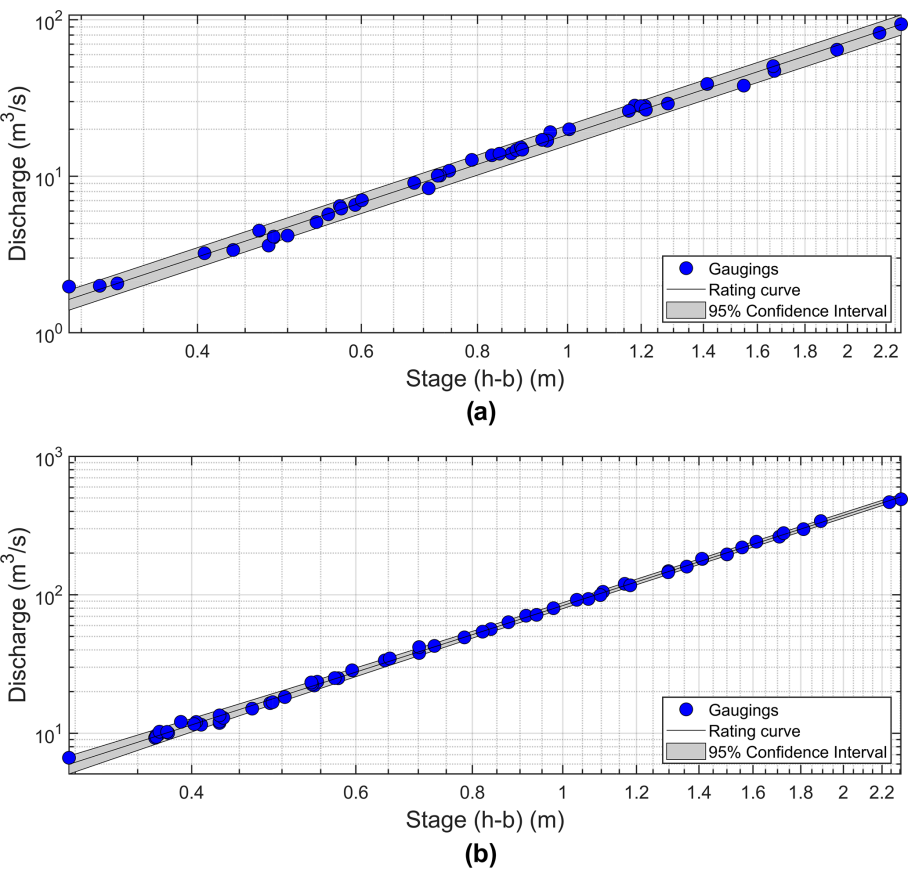 10²
10¹
10⁰
Discharge (m³/s)
0.4 0.6 0.8 1 1.2 1.4 1.6 1.8 2 2.2
Stage (h-b) (m)
Gaugings
Rating curve
95% Confidence Interval
(a)
10³
10²
10¹
Discharge (m³/s)
0.4 0.6 0.8 1 1.2 1.4 1.6 1.8 2 2.2
Stage (h-b) (m)
Gaugings
Rating curve
95% Confidence Interval
(b)